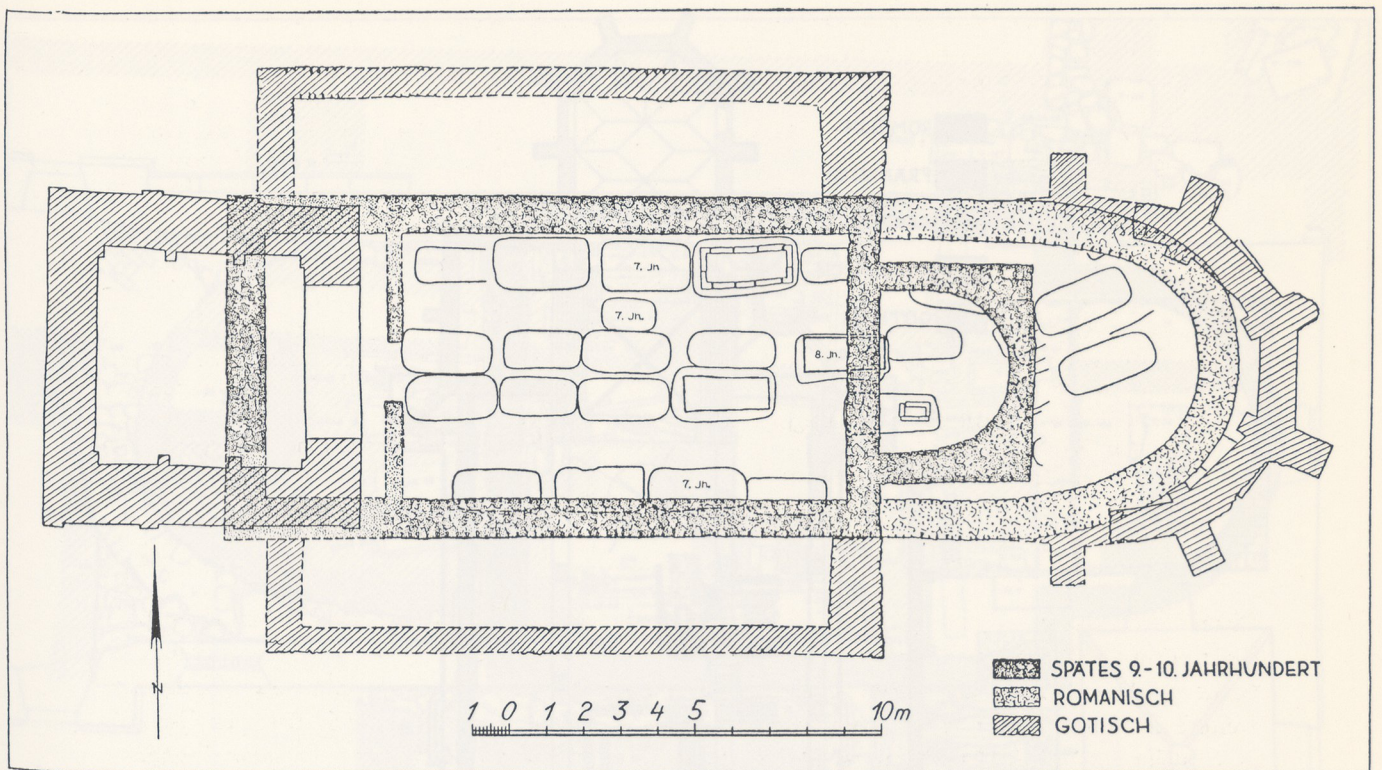 7. Jh.
7. Jh.
8. Jh.
7. Jh.
N
1 0 1 2 3 4 5 10 m
SPÄTES 9.-10. JAHRHUNDERT
ROMANISCH
GOTISCH